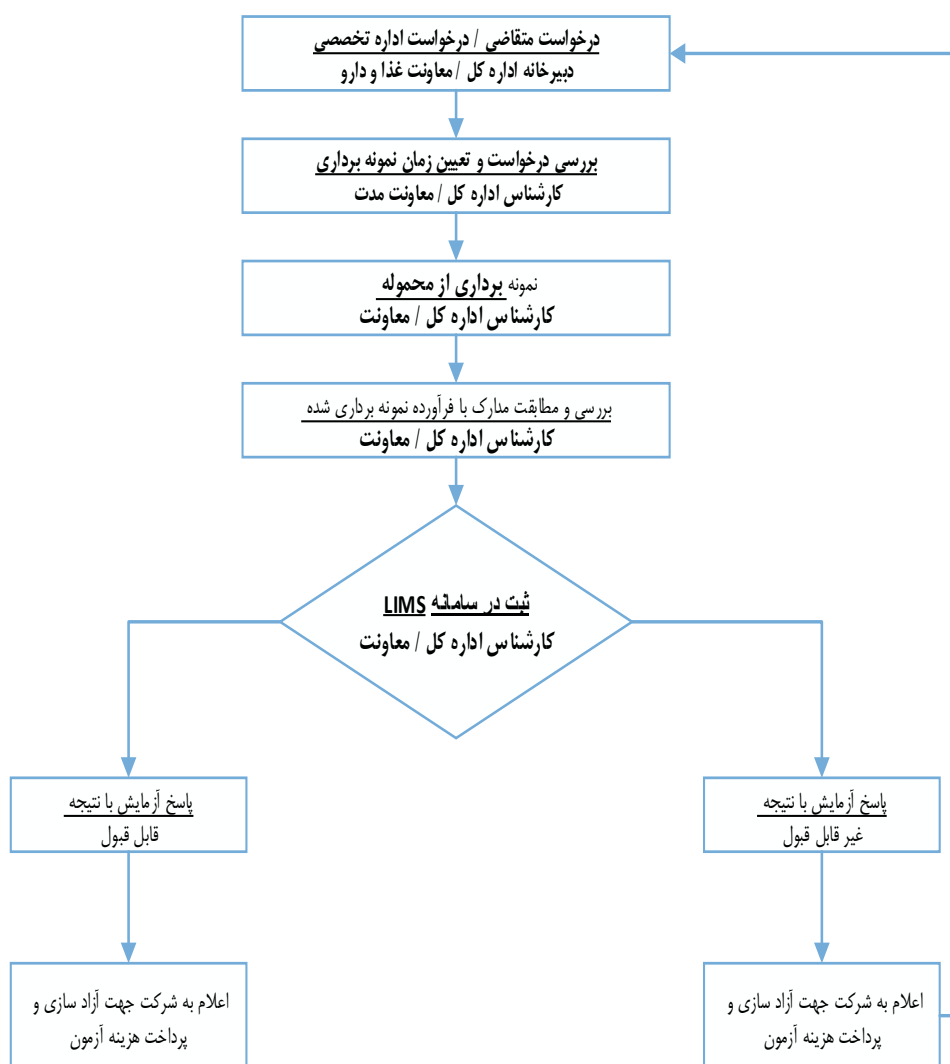 درخواست متقاضی / درخواست اداره تخصصی
دبیرخانه اداره کل / معاونت غذا و دارو
بررسی درخواست و تعیین زمان نمونه برداری
کارشناس اداره کل / معاونت مدت
نمونه برداری از محموله
کارشناس اداره کل / معاونت
بررسی و مطابقت مدارک با فرآورده نمونه برداری شده
کارشناس اداره کل / معاونت
ثبت در سامانه LIMS
کارشناس اداره کل / معاونت
پاسخ آزمایش با نتیجه
غیر قابل قبول
پاسخ آزمایش با نتیجه
قابل قبول
اعلام به شرکت جهت آزاد سازی و
پرداخت هزینه آزمون
اعلام به شرکت جهت آزاد سازی و
پرداخت هزینه آزمون